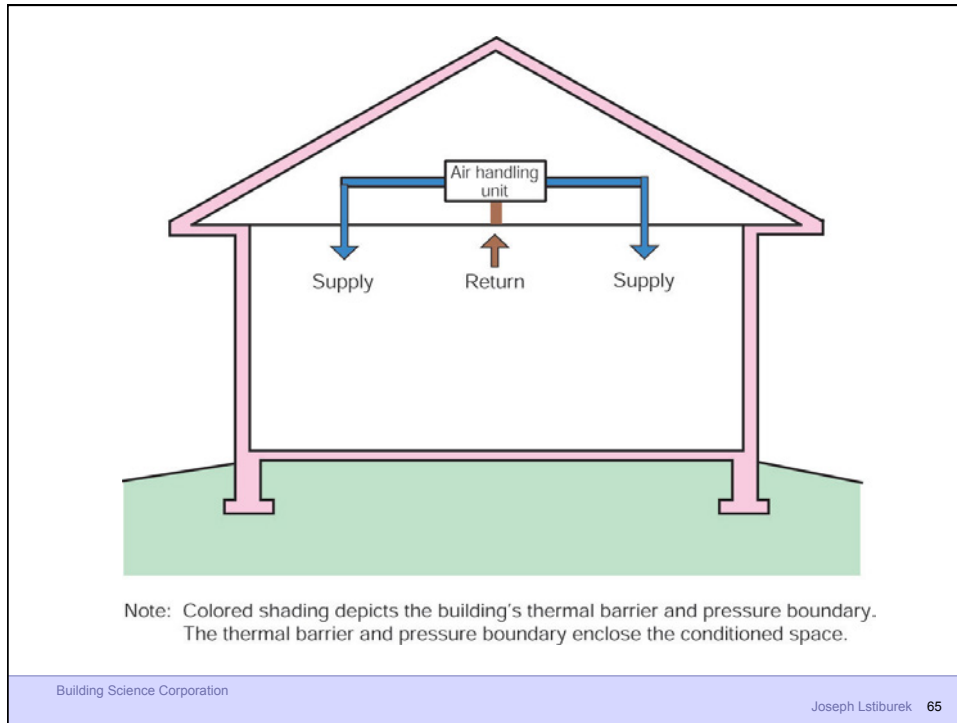 Air handling
unit
Supply
Return
Supply
Note: Colored shading depicts the building's thermal barrier and pressure boundary.
The thermal barrier and pressure boundary enclose the conditioned space.
Building Science Corporation
Joseph Lstiburek 65